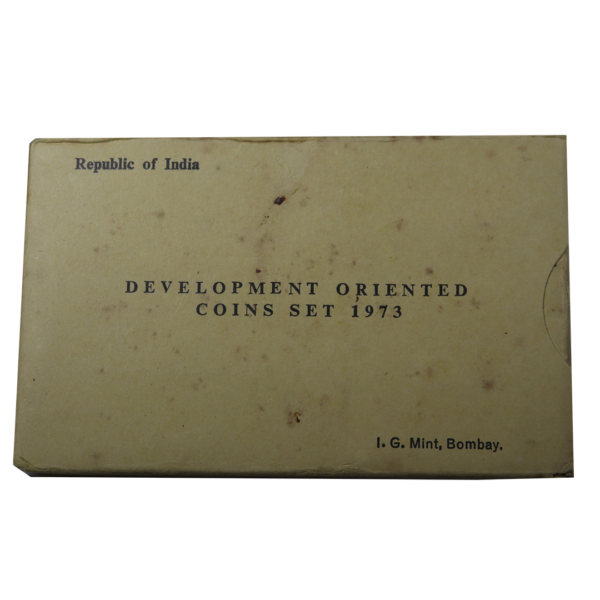 Republic of India
DEVELOPMENT ORIENTED
COINS SET 1973
I. G. Mint, Bombay.